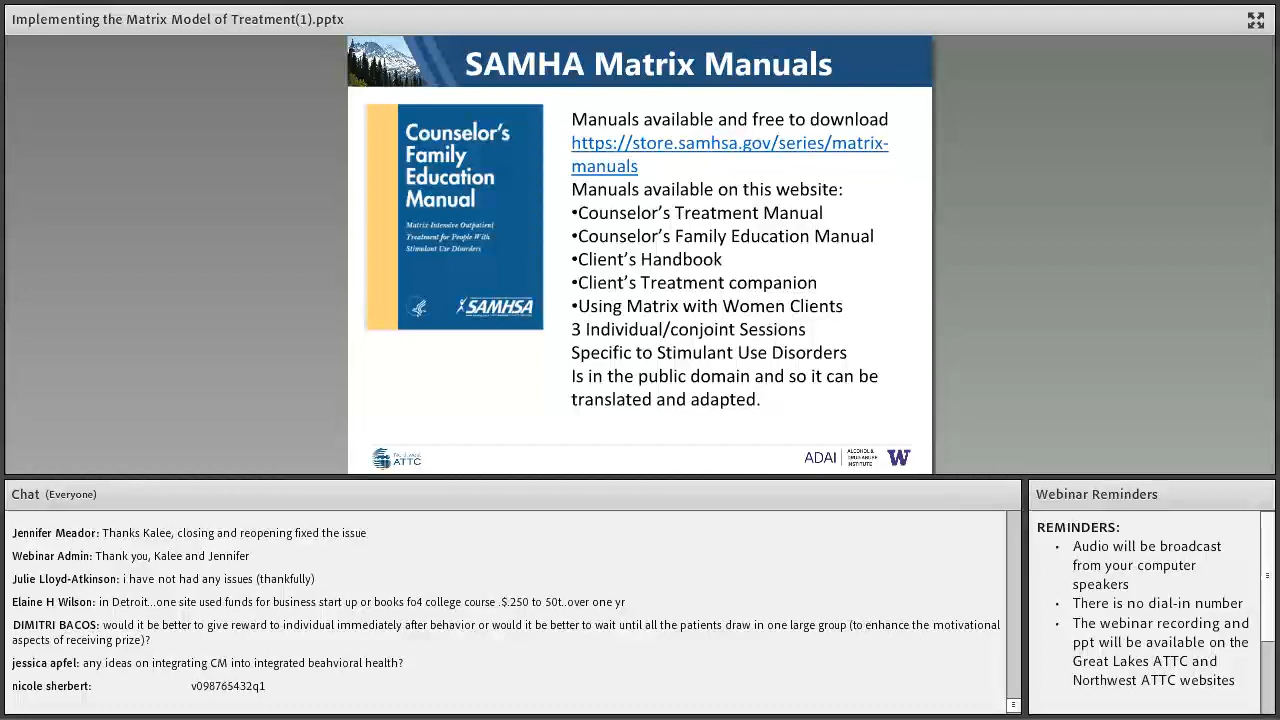 Implementing the Matrix Model of Treatment(1).pptx
SAMHA Matrix Manuals
Counselor's
Family
Education
Manual
Matrix Intensive Outpatient
Treatment for People With
Stimulant Use Disorders
SAMHSA
Manuals available and free to download
https://store.samhsa.gov/series/matrix-
manuals
Manuals available on this website:
•Counselor's Treatment Manual
•Counselor's Family Education Manual
•Client's Handbook
•Client's Treatment companion
•Using Matrix with Women Clients
3 Individual/conjoint Sessions
Specific to Stimulant Use Disorders
Is in the public domain and so it can be
translated and adapted.
Northwest
ATTC
ADAI
ALCOHOL &
DRUG ABUSE
INSTITUTE
W
Chat (Everyone)
Jennifer Meador: Thanks Kalee, closing and reopening fixed the issue
Webinar Admin: Thank you, Kalee and Jennifer
Julie Lloyd-Atkinson: i have not had any issues (thankfully)
Elaine H Wilson: in Detroit...one site used funds for business start up or books fo4 college course .$.250 to 50t..over one yr
DIMITRI BACOS: would it be better to give reward to individual immediately after behavior or would it be better to wait until all the patients draw in one large group (to enhance the motivational
aspects of receiving prize)?
jessica apfel: any ideas on integrating CM into integrated beahvioral health?
nicole sherbert: v098765432q1
Webinar Reminders
REMINDERS:
• Audio will be broadcast
from your computer
speakers
• There is no dial-in number
• The webinar recording and
ppt will be available on the
Great Lakes ATTC and
Northwest ATTC websites